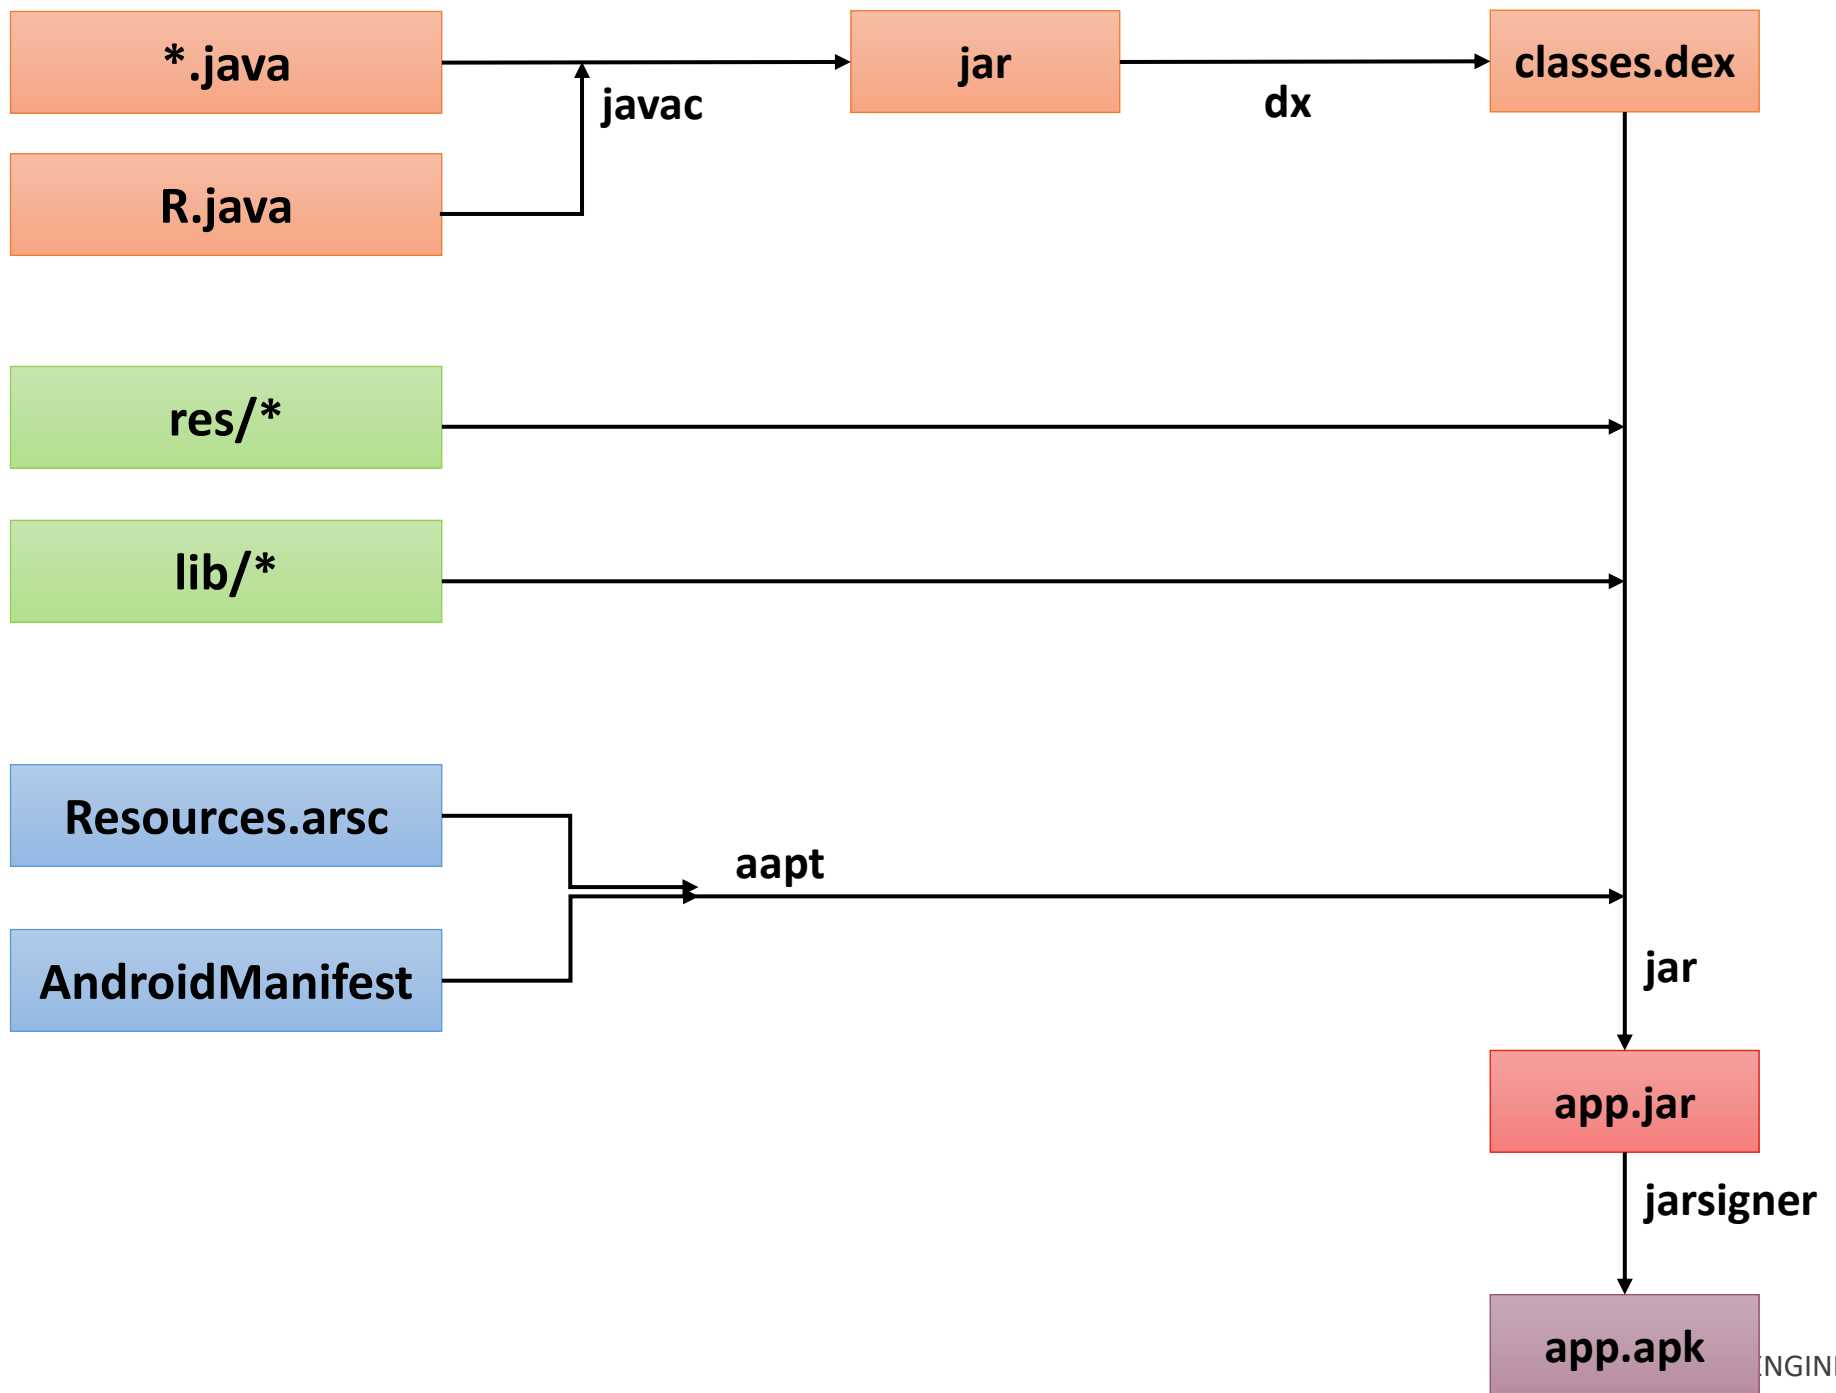 *.java
jar
classes.dex
javac
dx
R.java
res/*
lib/*
Resources.arsc
aapt
AndroidManifest
jar
app.jar
jarsigner
app.apk